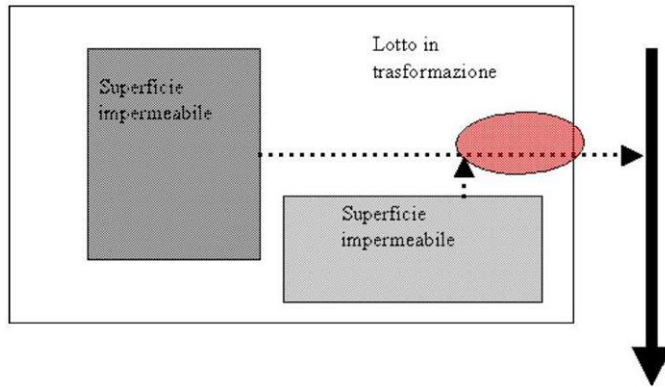 Lotto in
trasformazione
Superficie
impermeabile
Superficie
impermeabile